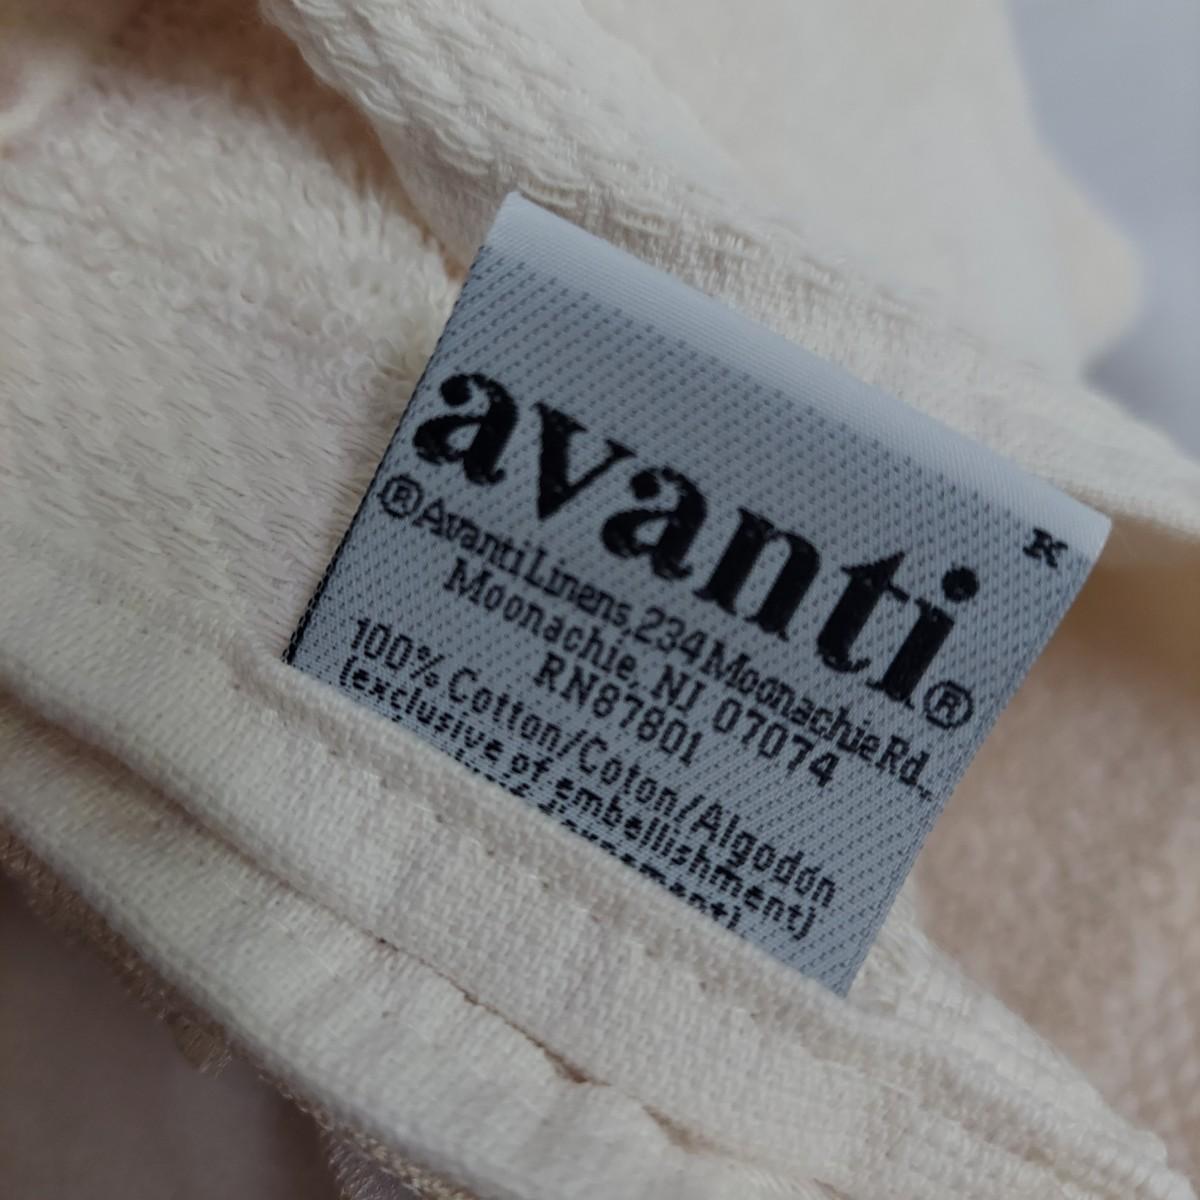 K
avanti®
®Avanti Linens, 234 Moonachie Rd.,
Moonachie, NJ 07074
RN87801
100% Cotton/Coton/Algodón
(exclusive of embellishment)